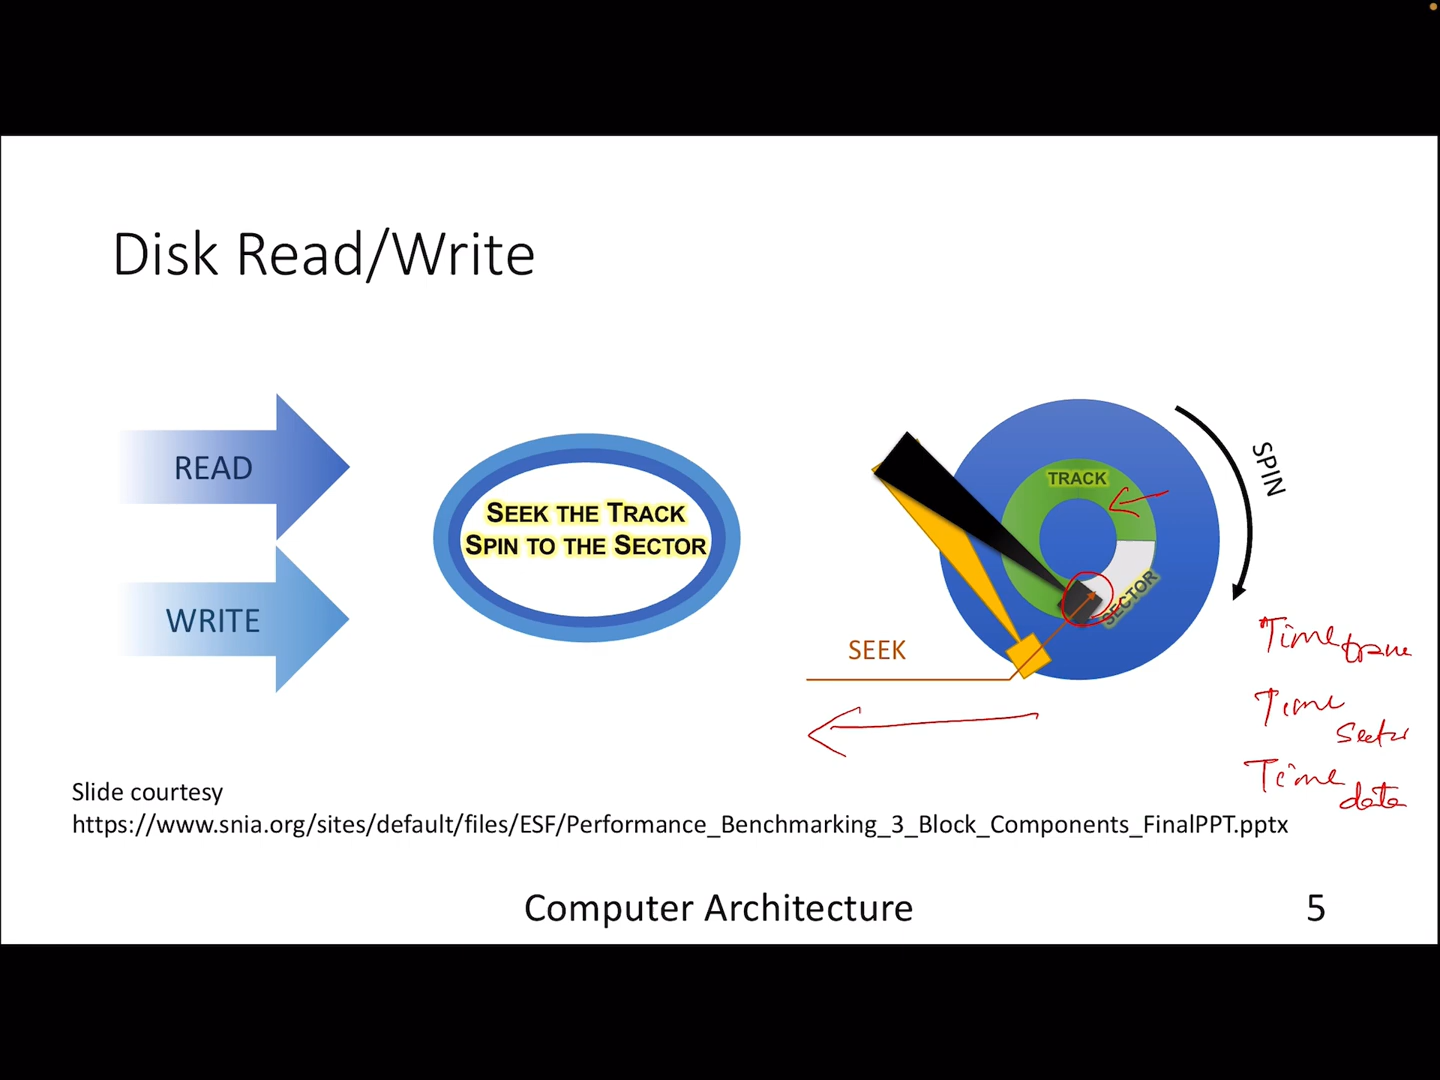 Disk Read/Write
READ
WRITE
SEEK THE TRACK
SPIN TO THE SECTOR
TRACK
SECTOR
SPIN
SEEK
Time
Time
Time data
Slide courtesy
https://www.snia.org/sites/default/files/ESF/Performance_Benchmarking_3_Block_Components_FinalPPT.pptx
Computer Architecture
5